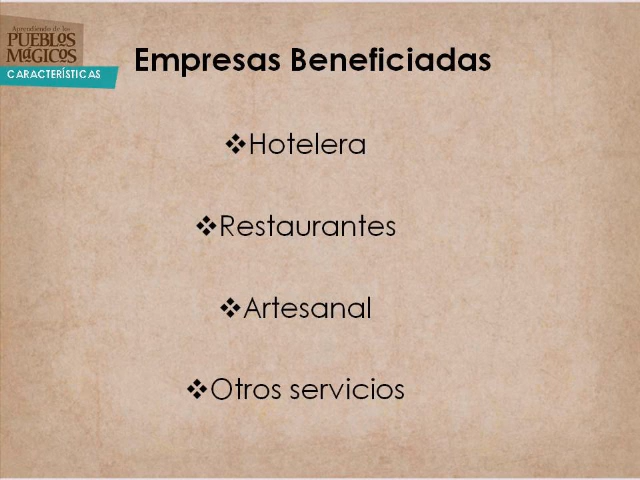 Aprendiendo de los
PUEBLOS
MáGICOS
CARACTERÍSTICAS
Empresas Beneficiadas
❖Hotelera
❖Restaurantes
❖Artesanal
❖Otros servicios